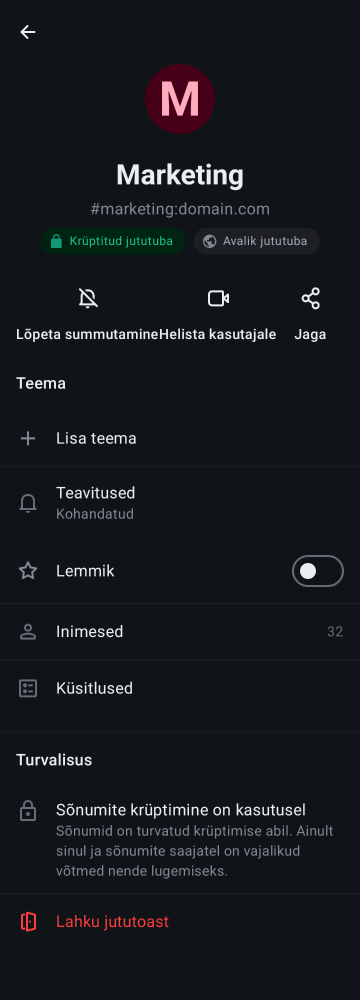 M
Marketing
#marketing:domain.com
Krüptitud jututuba
Avalik jututuba
Lõpeta summutamine
Helista kasutajale
Jaga
Teema
Lisa teema
Teavitused
Kohandatud
Lemmik
Inimesed 32
Küsitlused
Turvalisus
Sõnumite krüptimine on kasutusel
Sõnumid on turvatud krüptimise abil. Ainult
sinul ja sõnumite saajatel on vajalikud
võtmed nende lugemiseks.
Lahku jututoast